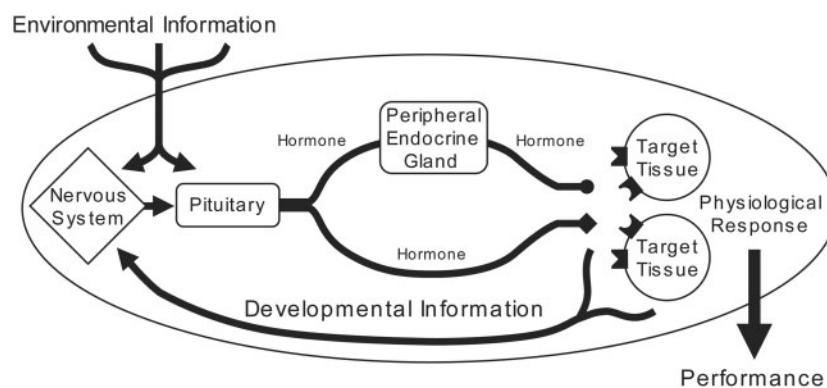 Environmental Information
Nervous
System
Pituitary
Hormone
Peripheral
Endocrine
Gland
Hormone
Hormone
Target
Tissue
Target
Tissue
Physiological
Response
Developmental Information
Performance